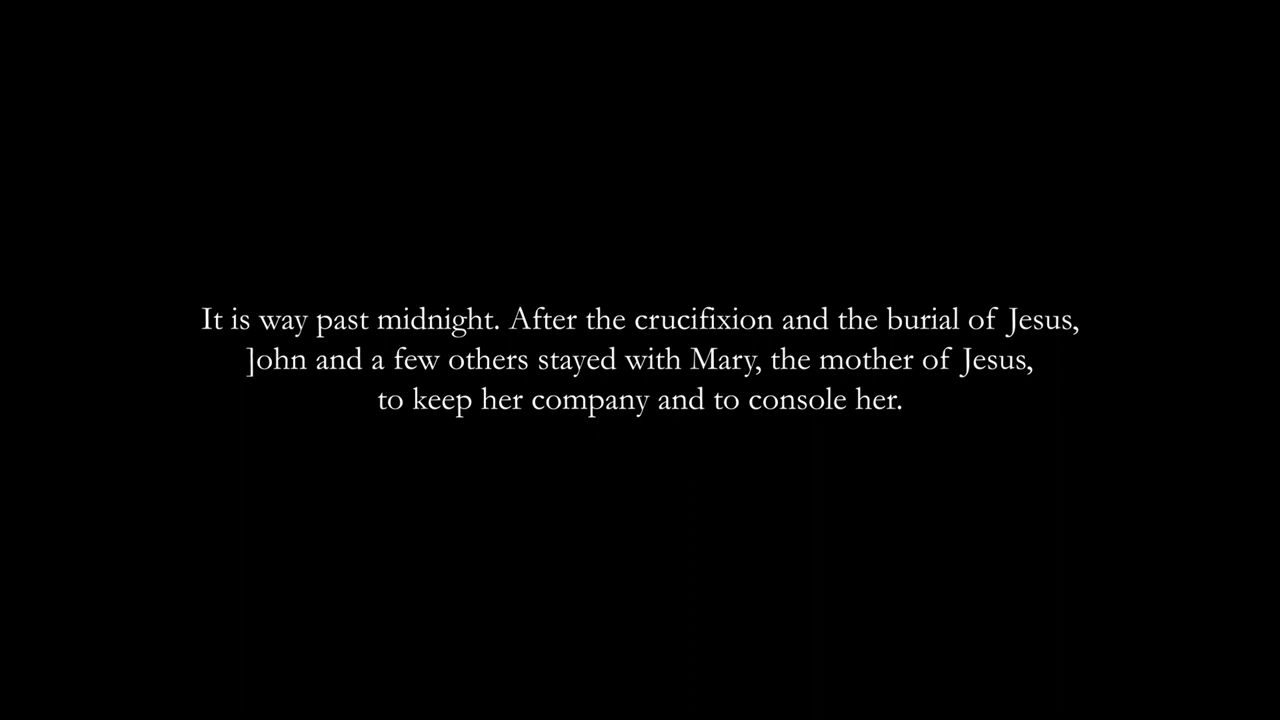 It is way past midnight. After the crucifixion and the burial of Jesus,
]ohn and a few others stayed with Mary, the mother of Jesus,
to keep her company and to console her.